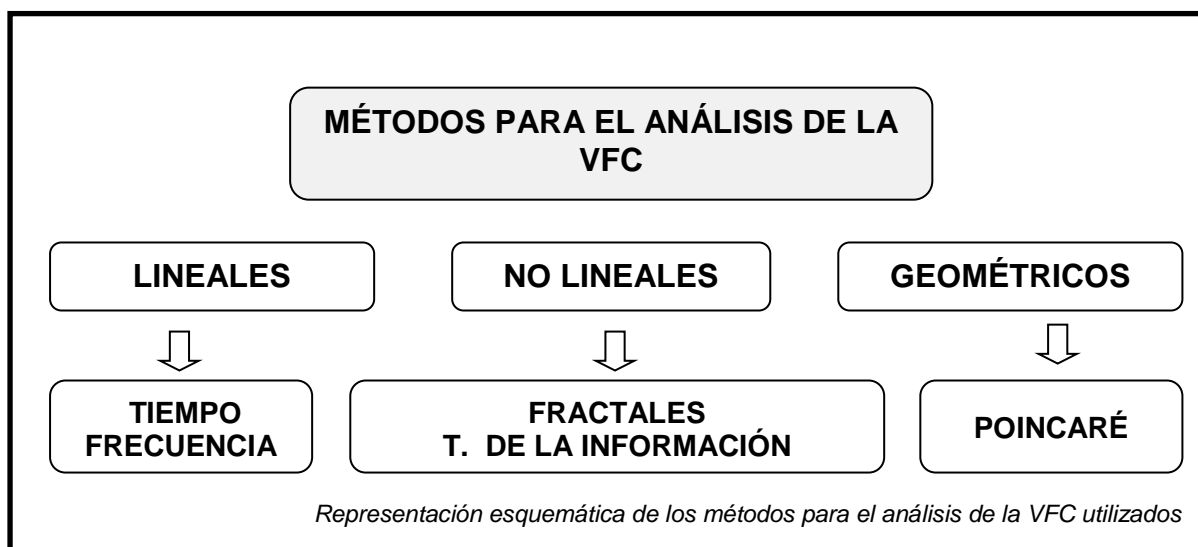 MÉTODOS PARA EL ANÁLISIS DE LA
VFC
LINEALES
NO LINEALES
GEOMÉTRICOS
TIEMPO
FRECUENCIA
FRACTALES
T. DE LA INFORMACIÓN
POINCARÉ
Representación esquemática de los métodos para el análisis de la VFC utilizados